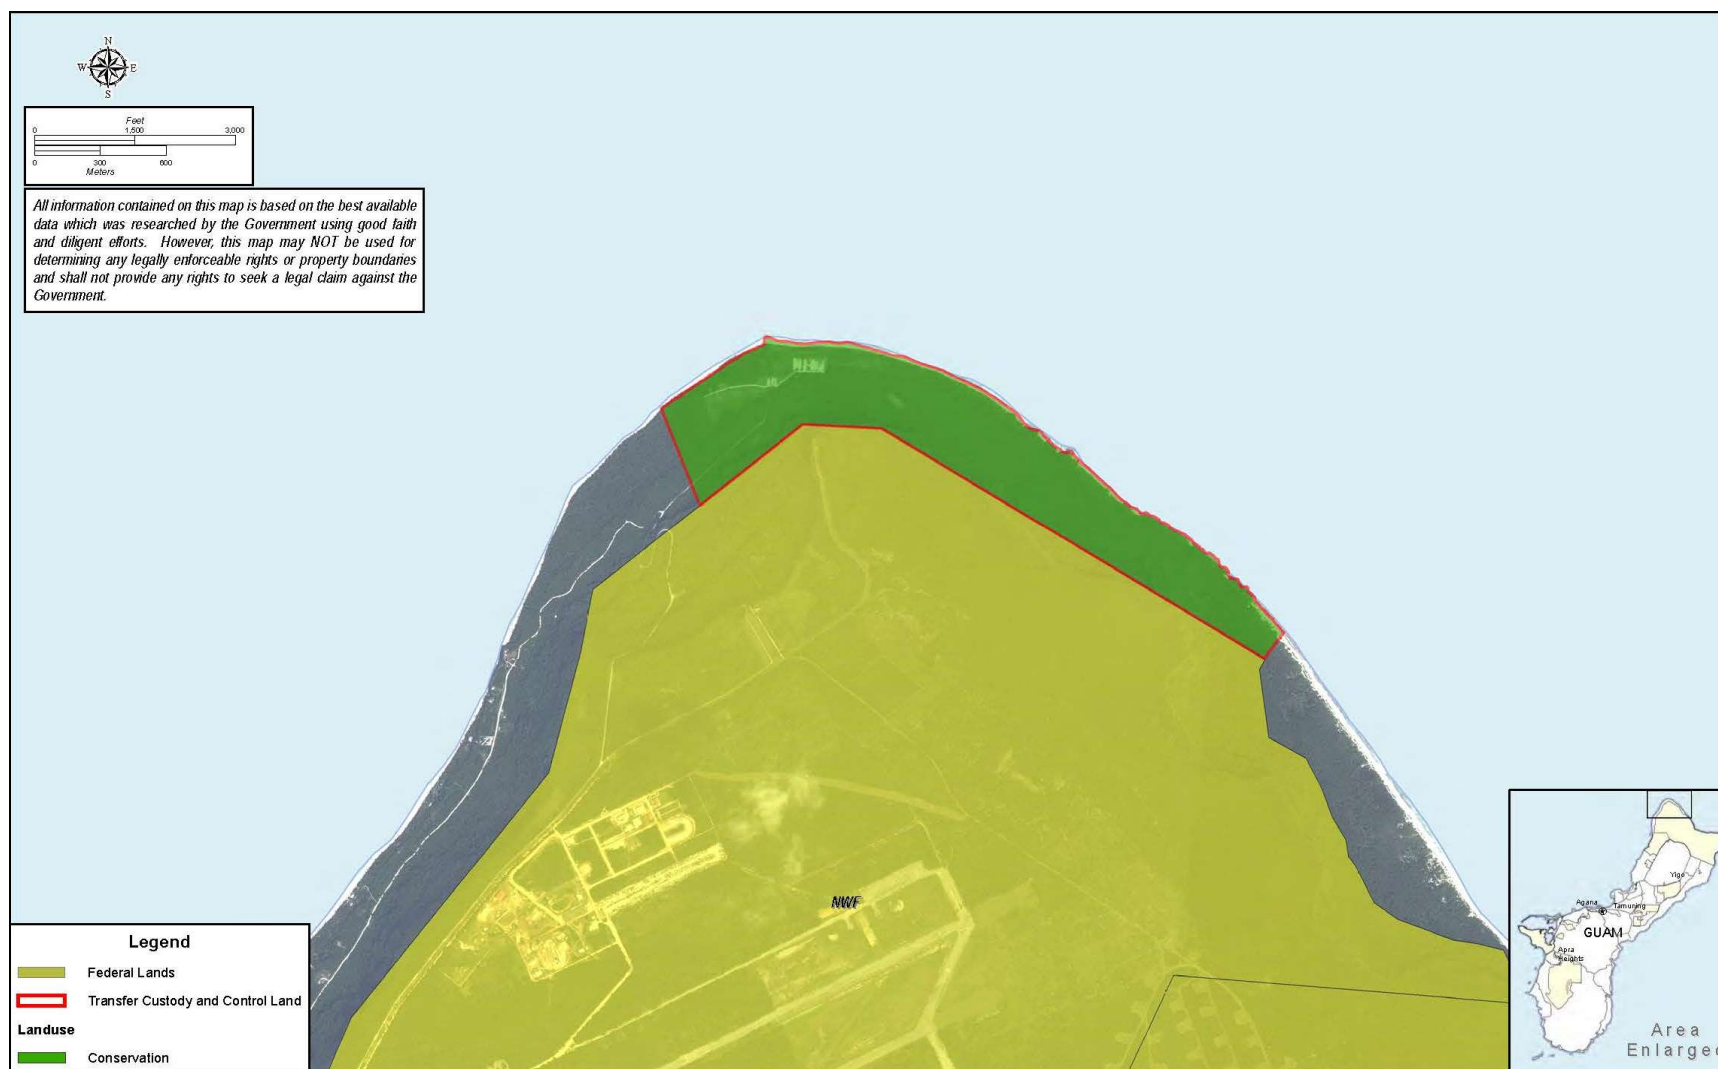 N
W E
S
Feet
0 1,500 3,000
0 300 600
Meters
All information contained on this map is based on the best available
data which was researched by the Government using good faith
and diligent efforts. However, this map may NOT be used for
determining any legally enforceable rights or property boundaries
and shall not provide any rights to seek a legal claim against the
Government.
NWF
Legend
Federal Lands
Transfer Custody and Control Land
Landuse
Conservation
Yigo
Agana Tamuning
GUAM
Apra
Heights
Area
Enlarged